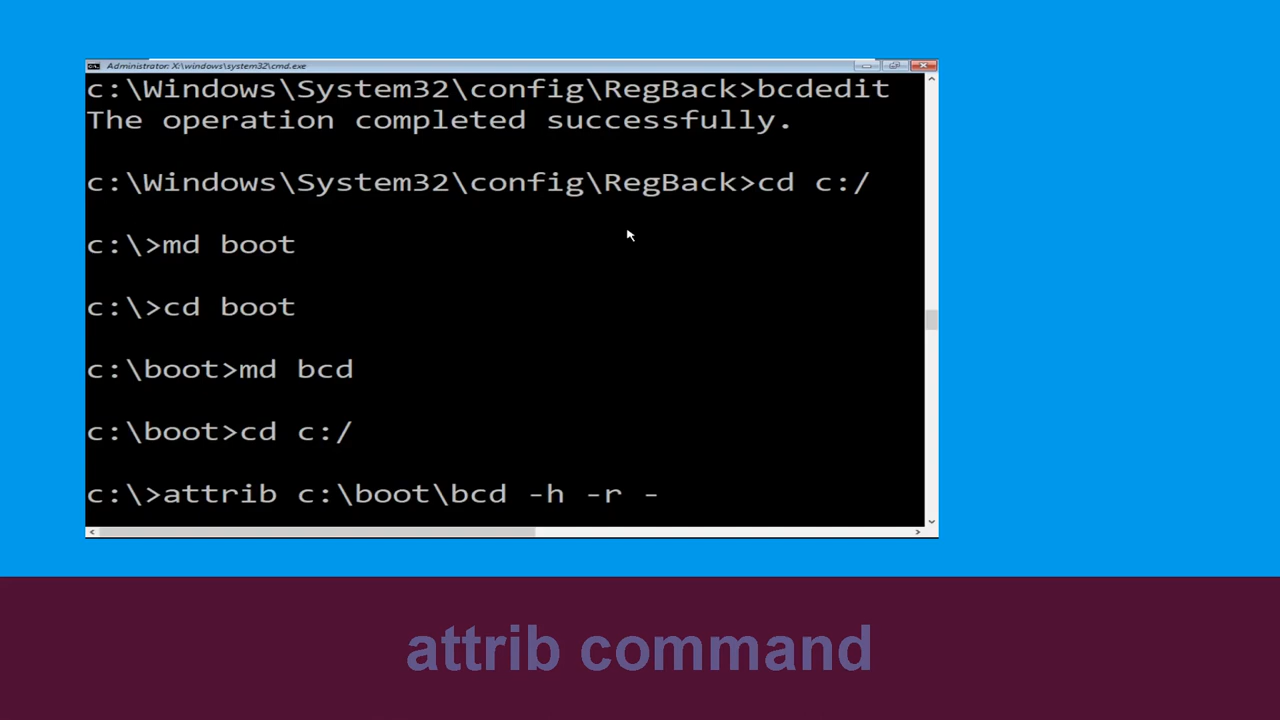 Administrator: X:\windows\system32\cmd.exe
c:\Windows\System32\config\RegBack>bcdedit
The operation completed successfully.
c:\Windows\System32\config\RegBack>cd c:/
c:\>md boot
c:\>cd boot
c:\boot>md bcd
c:\boot>cd c:/
c:\>attrib c:\boot\bcd -h -r -
attrib command